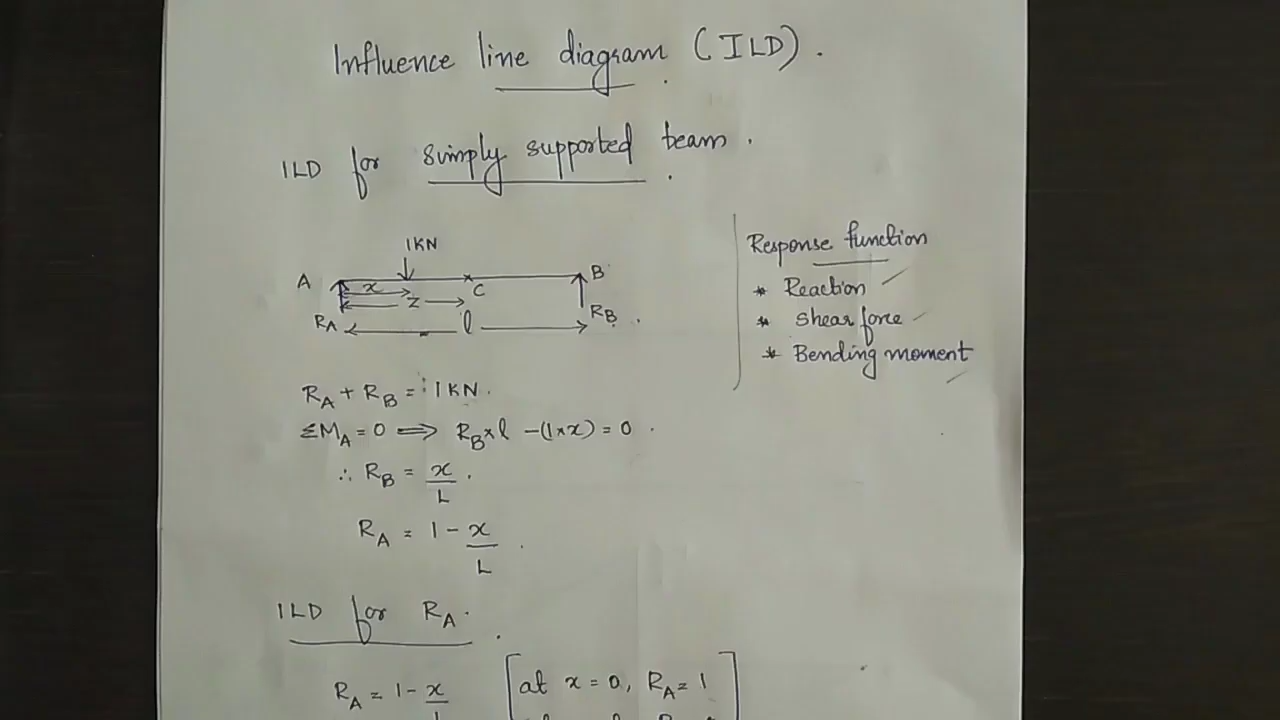 Influence line diagram (ILD).
ILD for simply supported beam.
1KN
A x C B
z
RA l RB
Response function
* Reaction
* Shear force
* Bending moment
RA + RB = 1 KN.
ΣMA = 0 ⟹ RB×l - (1×x) = 0
∴ RB = x/L.
RA = 1 - x/L.
ILD for RA.
RA = 1 - x/L [at x = 0, RA = 1]